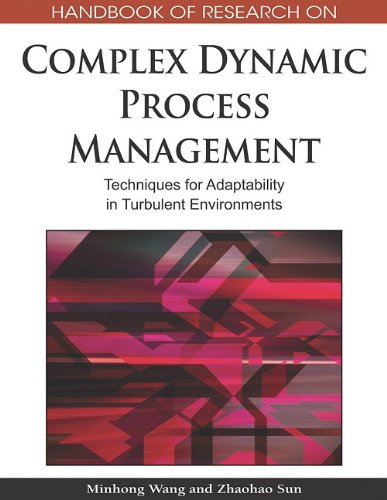 HANDBOOK OF RESEARCH ON
COMPLEX DYNAMIC
PROCESS
MANAGEMENT
Techniques for Adaptability
in Turbulent Environments
Minhong Wang and Zhaohao Sun